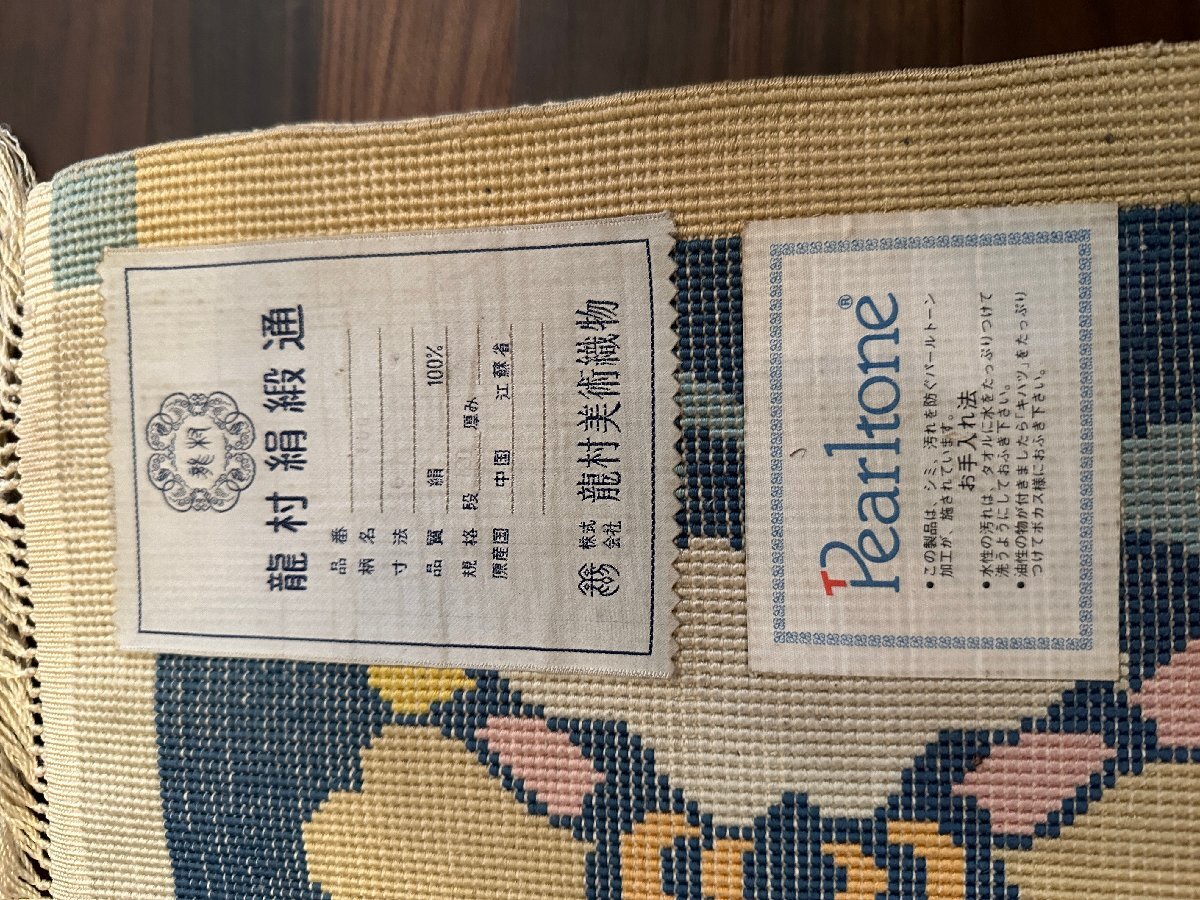 龍村絹緞通
品番
柄名
寸法
品質 絹 100%
規格 段 厚み
原産国 中国 江蘇省
株式会社 龍村美術織物
Pearltone®
●この製品は、シミ、汚れを防ぐパールトーン
加工が、施されています。
お手入れ法
●水性の汚れは、タオルに水をたっぷりつけて
洗うようにしておふき下さい。
●油性の物が付きましたら「キハツ」をたっぷり
つけてボカス様におふき下さい。